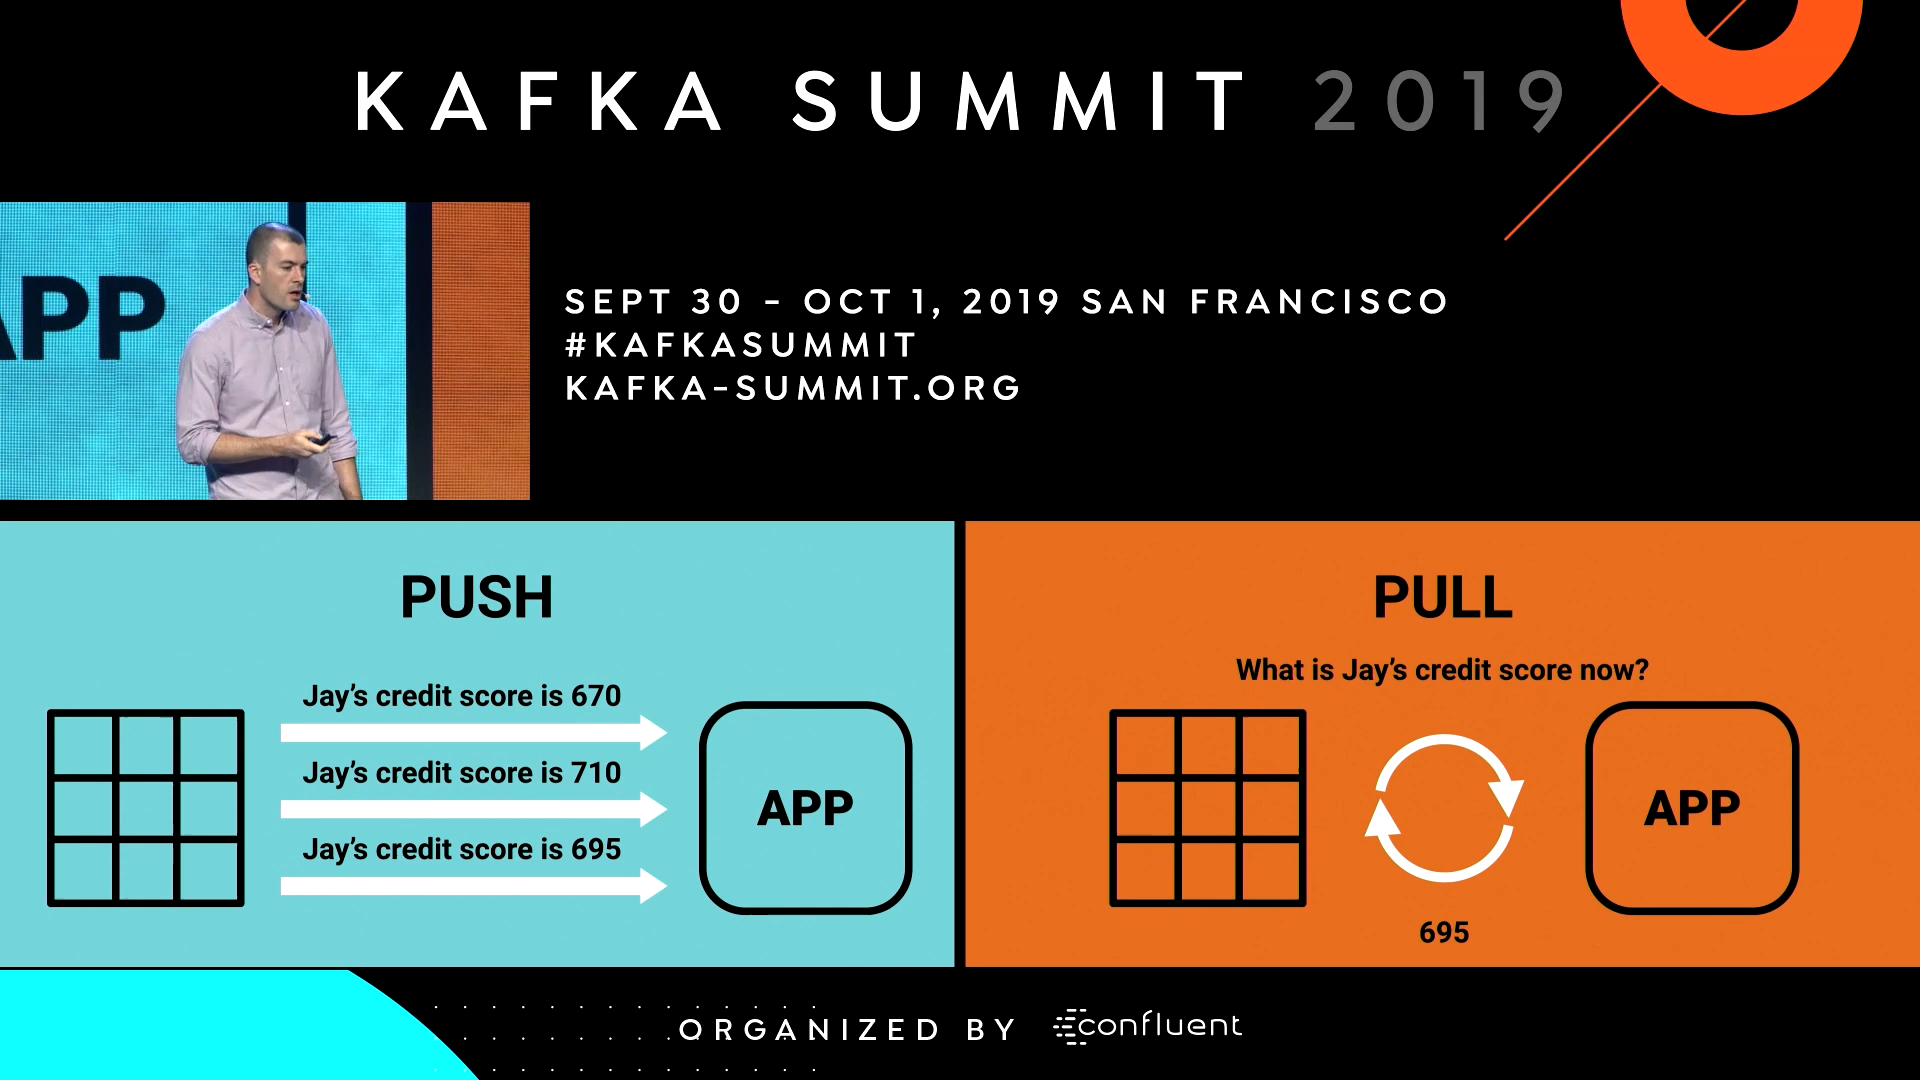 KAFKA SUMMIT 2019
APP
SEPT 30 - OCT 1, 2019 SAN FRANCISCO
#KAFKASUMMIT
KAFKA-SUMMIT.ORG
PUSH
Jay's credit score is 670
Jay's credit score is 710
Jay's credit score is 695
APP
PULL
What is Jay's credit score now?
APP
695
ORGANIZED BY confluent